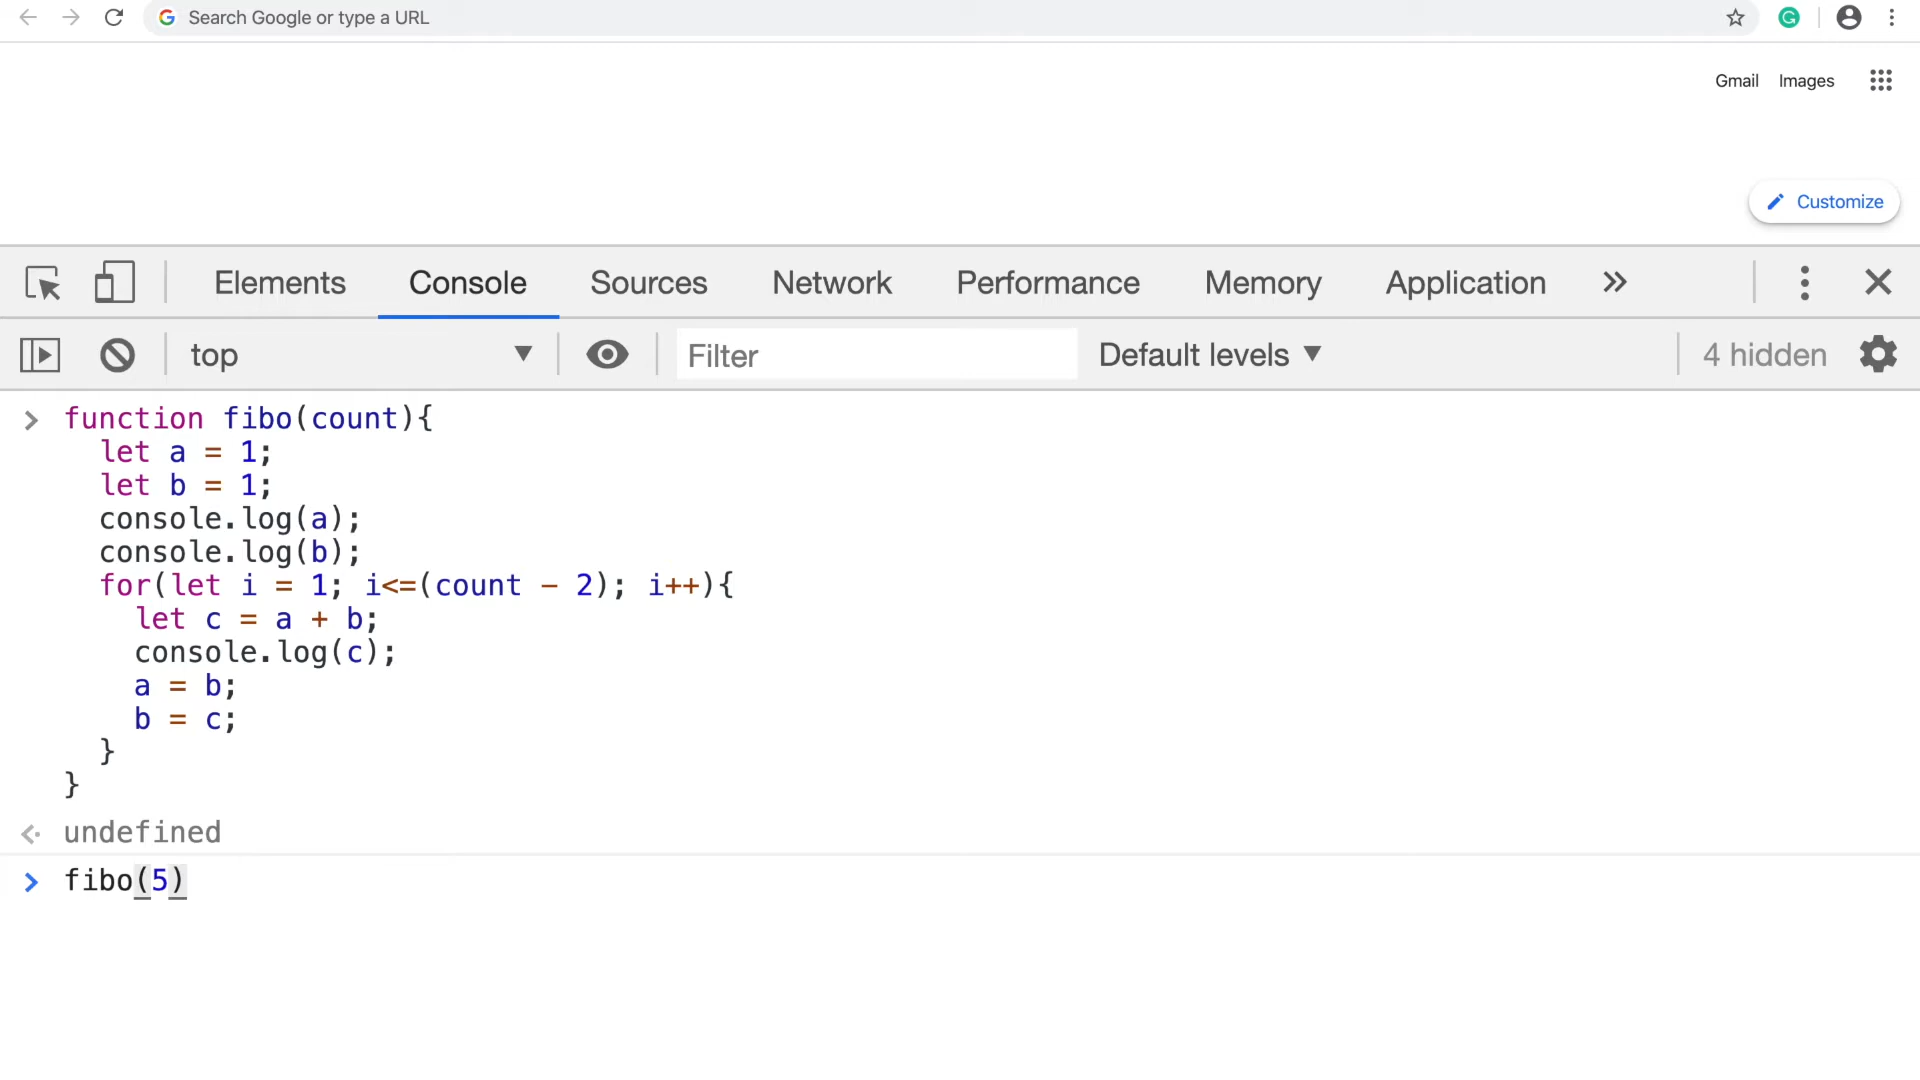 Search Google or type a URL
Gmail Images
Customize
Elements Console Sources Network Performance Memory Application
top Filter Default levels 4 hidden
function fibo(count){
  let a = 1;
  let b = 1;
  console.log(a);
  console.log(b);
  for(let i = 1; i<=(count - 2); i++){
    let c = a + b;
    console.log(c);
    a = b;
    b = c;
  }
}
undefined
fibo(5)